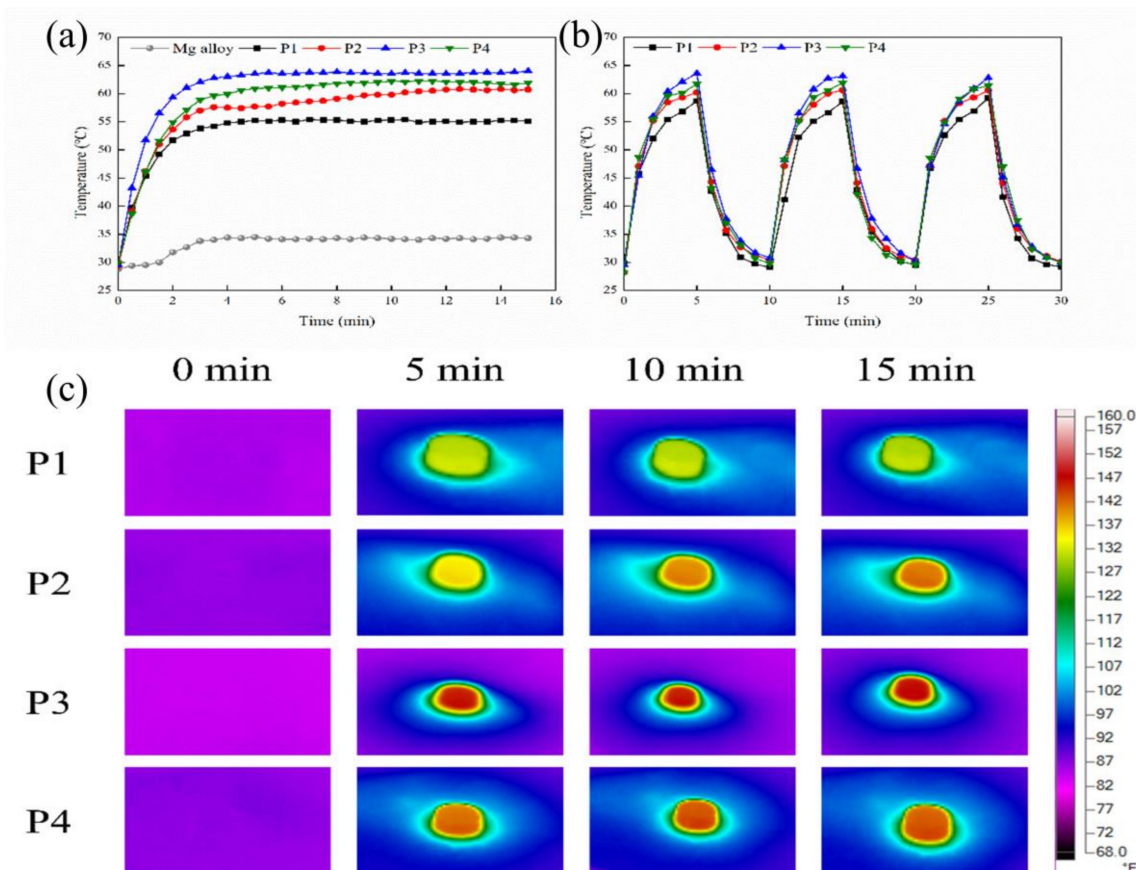 (a)
Mg alloy P1 P2 P3 P4
70
65
60
55
50
45
40
35
30
25
Temperature (°C)
0 2 4 6 8 10 12 14 16
Time (min)
(b)
P1 P2 P3 P4
70
65
60
55
50
45
40
35
30
25
Temperature (°C)
0 5 10 15 20 25 30
Time (min)
(c)
0 min 5 min 10 min 15 min
P1
P2
P3
P4
160.0
157
152
147
142
137
132
127
122
117
112
107
102
97
92
87
82
77
72
68.0
°F